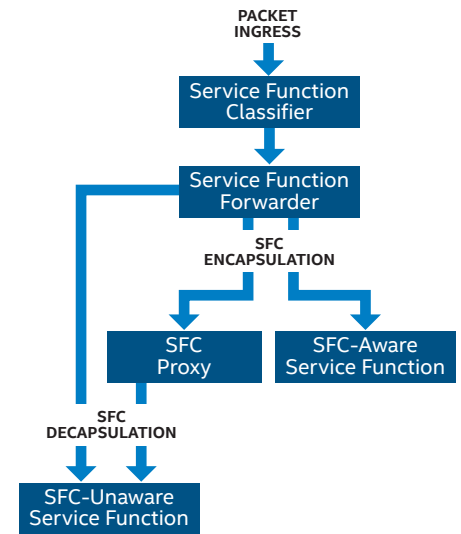 PACKET
INGRESS
Service Function
Classifier
Service Function
Forwarder
SFC
ENCAPSULATION
SFC
Proxy
SFC-Aware
Service Function
SFC
DECAPSULATION
SFC-Unaware
Service Function